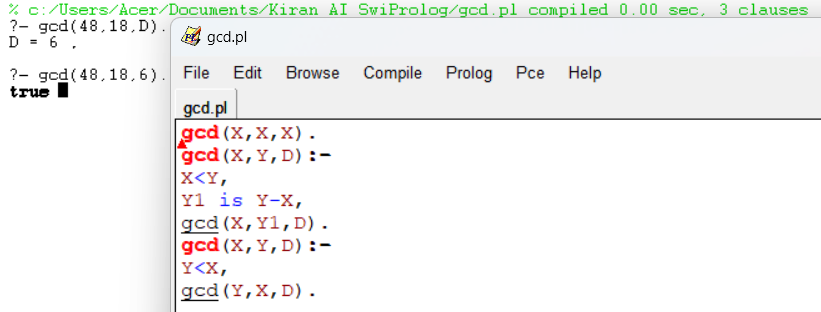 % c:/Users/Acer/Documents/Kiran AI SwiProlog/gcd.pl compiled 0.00 sec, 3 clauses
?- gcd(48,18,D).
D = 6 ,
?- gcd(48,18,6).
true
gcd.pl
File Edit Browse Compile Prolog Pce Help
gcd.pl
gcd(X,X,X).
gcd(X,Y,D):-
X<Y,
Y1 is Y-X,
gcd(X,Y1,D).
gcd(X,Y,D):-
Y<X,
gcd(Y,X,D).